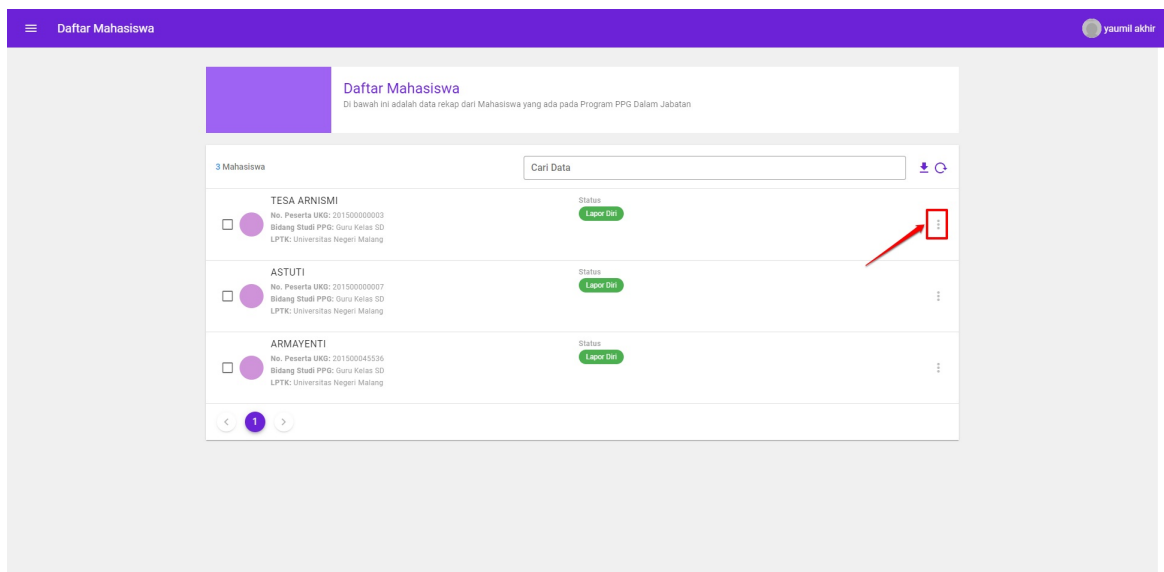 Daftar Mahasiswa
yaumil akhir
Daftar Mahasiswa
Di bawah ini adalah data rekap dari Mahasiswa yang ada pada Program PPG Dalam Jabatan
3 Mahasiswa
Cari Data
TESA ARNISMI
No. Peserta UKG: 201500000003
Bidang Studi PPG: Guru Kelas SD
LPTK: Universitas Negeri Malang
Status
Lapor Diri
ASTUTI
No. Peserta UKG: 201500000007
Bidang Studi PPG: Guru Kelas SD
LPTK: Universitas Negeri Malang
Status
Lapor Diri
ARMAYENTI
No. Peserta UKG: 201500045536
Bidang Studi PPG: Guru Kelas SD
LPTK: Universitas Negeri Malang
Status
Lapor Diri
1